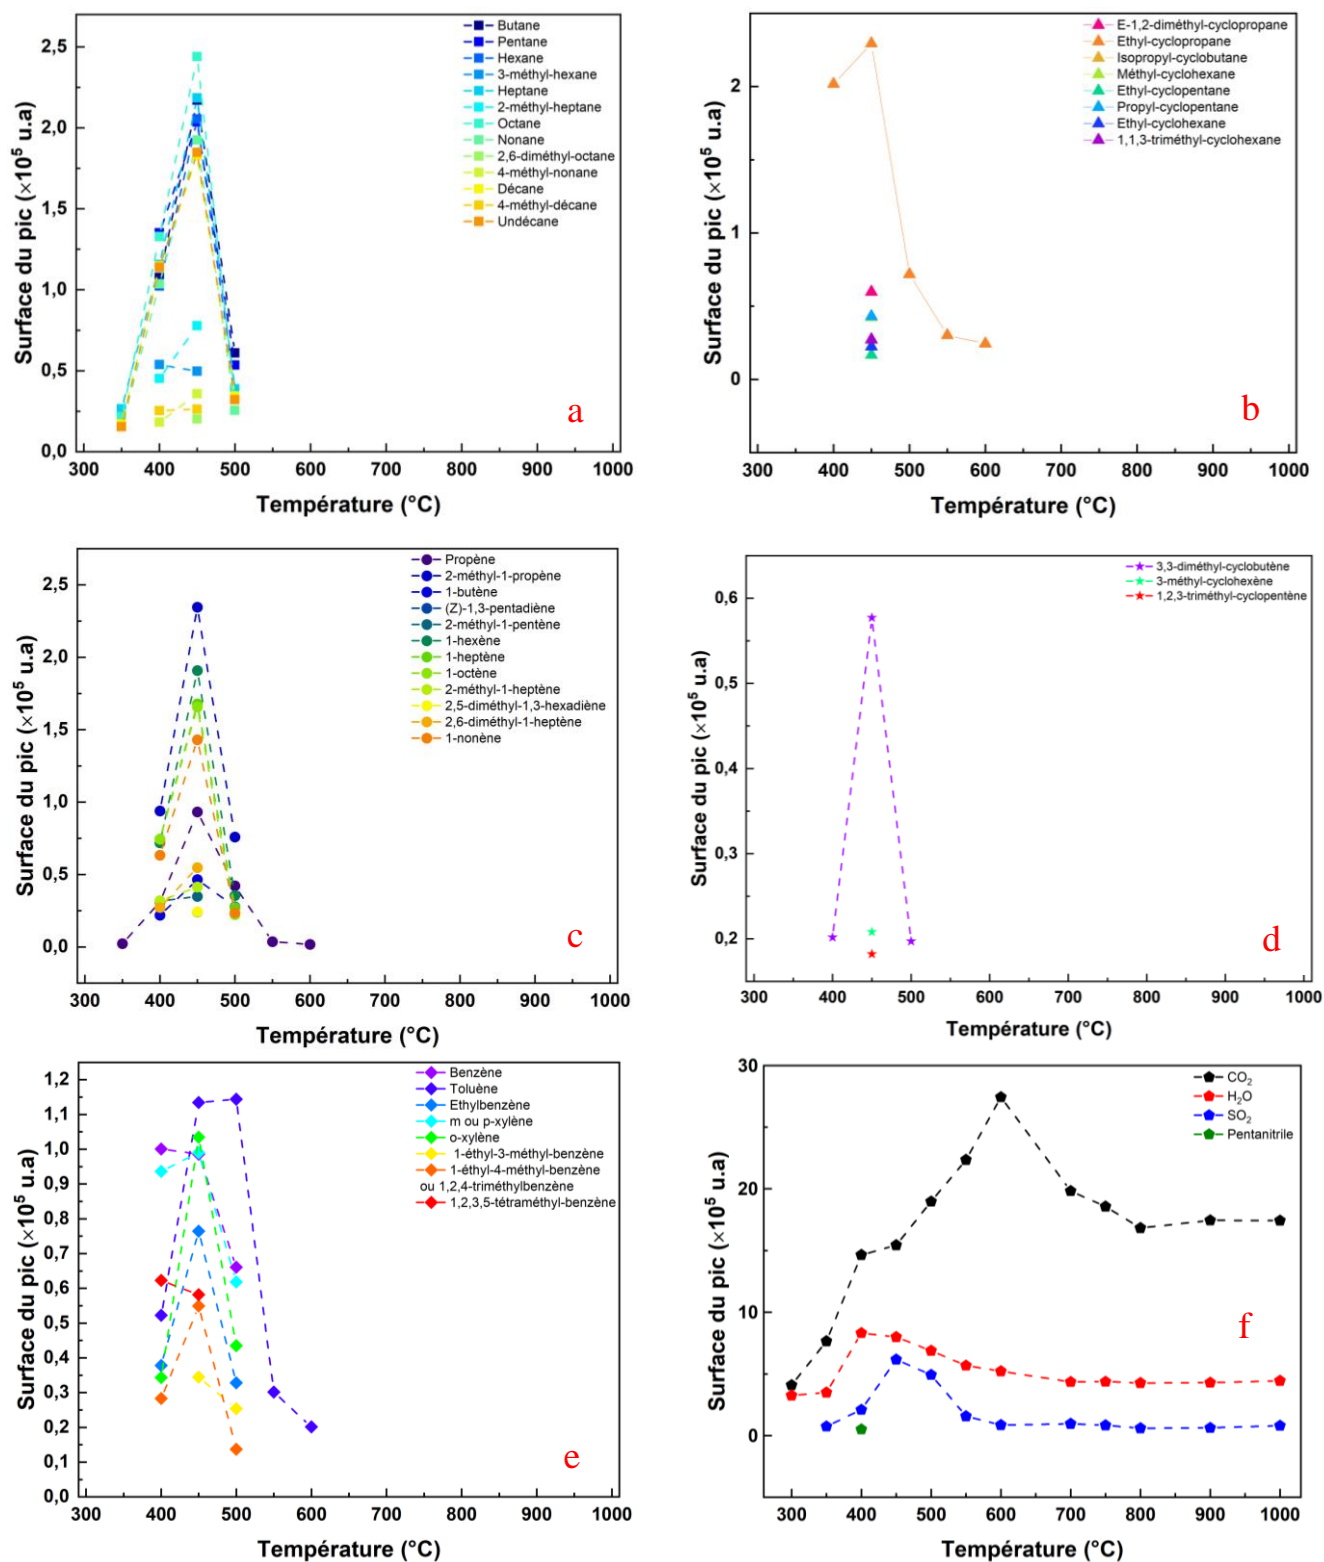 Surface du pic (×10⁵ u.a)
2,5
2,0
1,5
1,0
0,5
0,0
300 400 500 600 700 800 900 1000
Température (°C)
Butane
Pentane
Hexane
3-méthyl-hexane
Heptane
2-méthyl-heptane
Octane
Nonane
2,6-diméthyl-octane
4-méthyl-nonane
Décane
4-méthyl-décane
Undécane
a
Surface du pic (×10⁵ u.a)
2
1
0
300 400 500 600 700 800 900 1000
Température (°C)
E-1,2-diméthyl-cyclopropane
Ethyl-cyclopropane
Isopropyl-cyclobutane
Méthyl-cyclohexane
Ethyl-cyclopentane
Propyl-cyclopentane
Ethyl-cyclohexane
1,1,3-triméthyl-cyclohexane
b
Surface du pic (×10⁵ u.a)
2,5
2,0
1,5
1,0
0,5
0,0
300 400 500 600 700 800 900 1000
Température (°C)
Propène
2-méthyl-1-propène
1-butène
(Z)-1,3-pentadiène
2-méthyl-1-pentène
1-hexène
1-heptène
1-octène
2-méthyl-1-heptène
2,5-diméthyl-1,3-hexadiène
2,6-diméthyl-1-heptène
1-nonène
c
Surface du pic (×10⁵ u.a)
0,6
0,5
0,4
0,3
0,2
300 400 500 600 700 800 900 1000
Température (°C)
3,3-diméthyl-cyclobutène
3-méthyl-cyclohexène
1,2,3-triméthyl-cyclopentène
d
Surface du pic (×10⁵ u.a)
1,2
1,1
1,0
0,9
0,8
0,7
0,6
0,5
0,4
0,3
0,2
0,1
0,0
300 400 500 600 700 800 900 1000
Température (°C)
Benzène
Toluène
Ethylbenzène
m ou p-xylène
o-xylène
1-éthyl-3-méthyl-benzène
1-éthyl-4-méthyl-benzène
ou 1,2,4-triméthylbenzène
1,2,3,5-tétraméthyl-benzène
e
Surface du pic (×10⁵ u.a)
30
20
10
0
300 400 500 600 700 800 900 1000
Température (°C)
CO₂
H₂O
SO₂
Pentanitrile
f